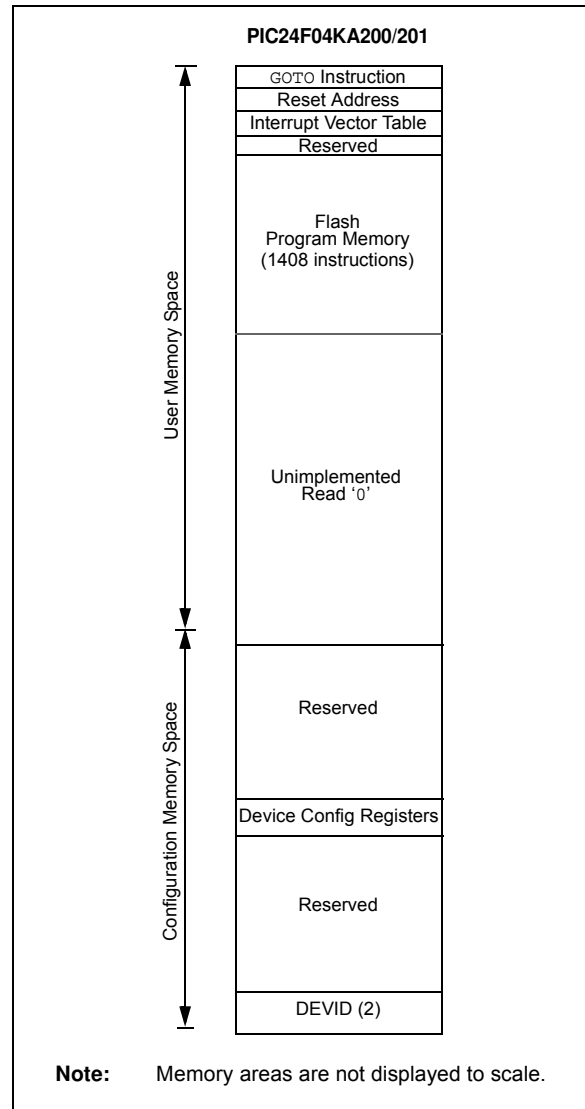 PIC24F04KA200/201
GOTO Instruction
Reset Address
Interrupt Vector Table
Reserved
Flash
Program Memory
(1408 instructions)
User Memory Space
Unimplemented
Read ‘0’
Reserved
Configuration Memory Space
Device Config Registers
Reserved
DEVID (2)
Note: Memory areas are not displayed to scale.